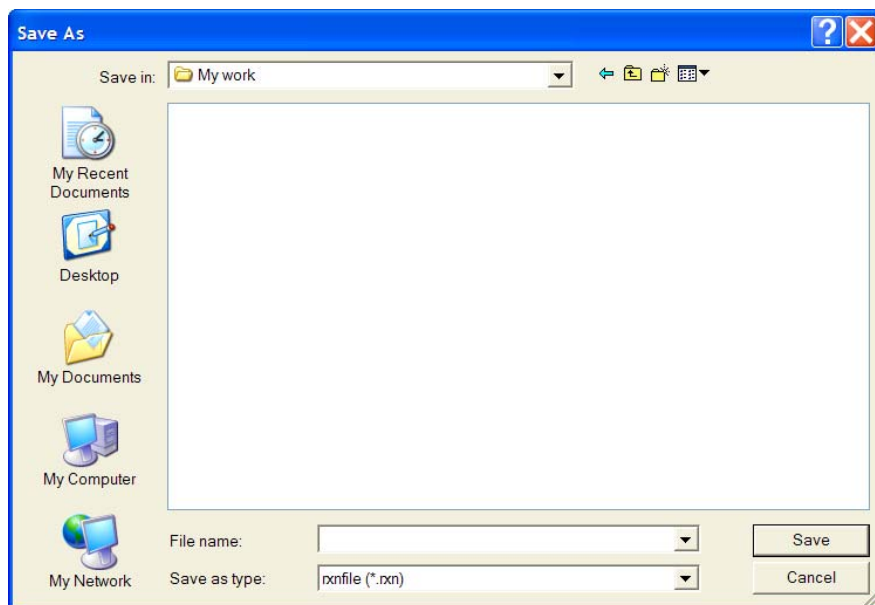 Save As
Save in:
My work
My Recent
Documents
Desktop
My Documents
My Computer
My Network
File name:
Save
Save as type:
rxnfile (*.rxn)
Cancel